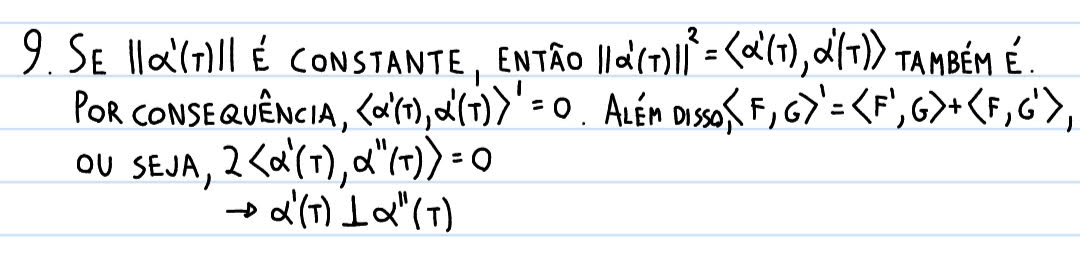 9. SE ||α'(T)|| É CONSTANTE, ENTÃO ||α'(T)||² = ⟨α'(T), α'(T)⟩ TAMBÉM É.
POR CONSEQUÊNCIA, ⟨α'(T), α'(T)⟩' = 0. ALÉM DISSO, ⟨F, G⟩' = ⟨F', G⟩ + ⟨F, G'⟩,
OU SEJA, 2⟨α'(T), α"(T)⟩ = 0
→ α'(T) ⊥ α"(T)